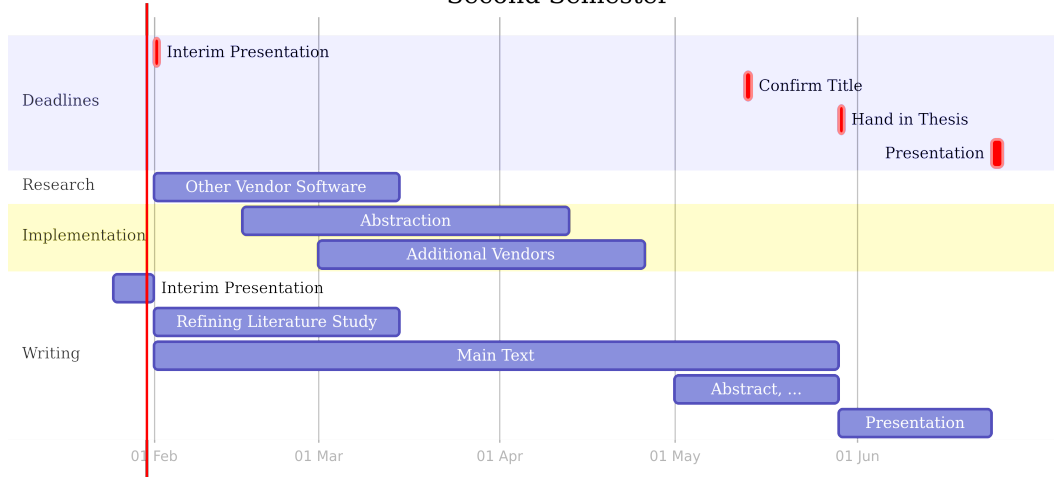 Second Semester
Deadlines
Interim Presentation
Confirm Title
Hand in Thesis
Presentation
Research
Other Vendor Software
Implementation
Abstraction
Additional Vendors
Writing
Interim Presentation
Refining Literature Study
Main Text
Abstract, ...
Presentation
01 Feb
01 Mar
01 Apr
01 May
01 Jun